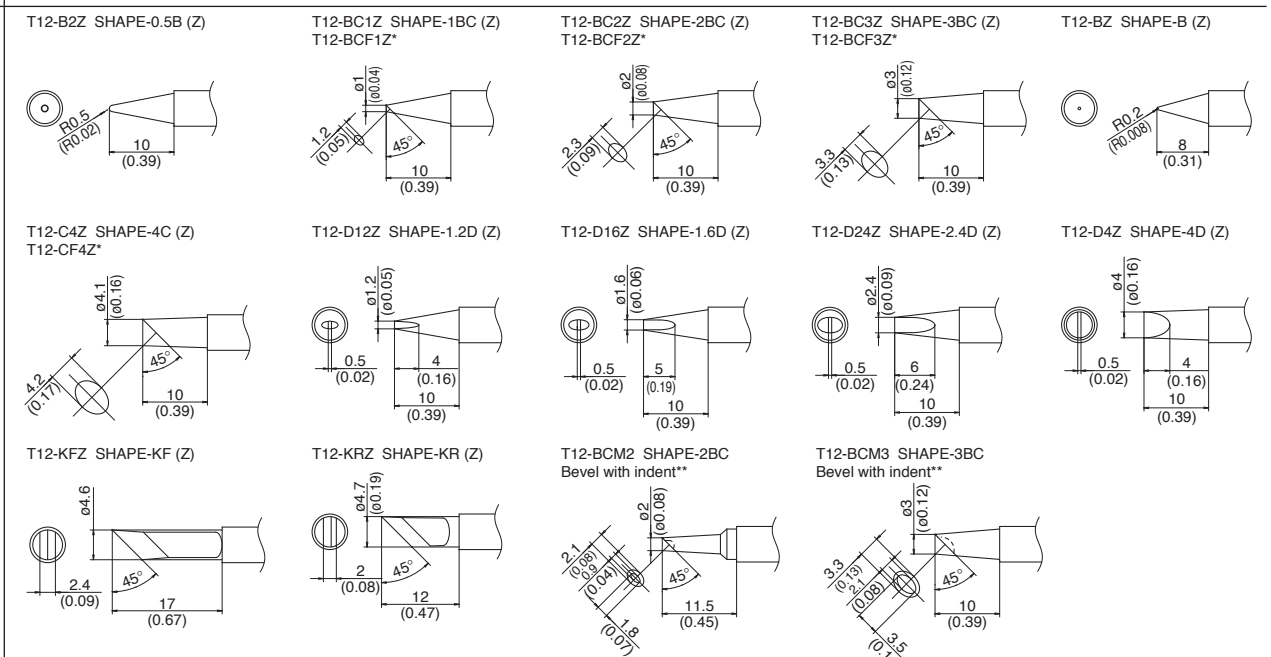 T12-B2Z SHAPE-0.5B (Z)
R0.5
(R0.02)
10
(0.39)
T12-BC1Z SHAPE-1BC (Z)
T12-BCF1Z*
ø1
(ø0.04)
1.2
(0.05)
45°
10
(0.39)
T12-BC2Z SHAPE-2BC (Z)
T12-BCF2Z*
ø2
(ø0.08)
2.3
(0.09)
45°
10
(0.39)
T12-BC3Z SHAPE-3BC (Z)
T12-BCF3Z*
ø3
(ø0.12)
3.3
(0.13)
45°
10
(0.39)
T12-BZ SHAPE-B (Z)
R0.2
(R0.008)
8
(0.31)
T12-C4Z SHAPE-4C (Z)
T12-CF4Z*
ø4.1
(ø0.16)
4.2
(0.17)
45°
10
(0.39)
T12-D12Z SHAPE-1.2D (Z)
ø1.2
(ø0.05)
0.5
(0.02)
4
(0.16)
10
(0.39)
T12-D16Z SHAPE-1.6D (Z)
ø1.6
(ø0.06)
0.5
(0.02)
5
(0.19)
10
(0.39)
T12-D24Z SHAPE-2.4D (Z)
ø2.4
(ø0.09)
0.5
(0.02)
6
(0.24)
10
(0.39)
T12-D4Z SHAPE-4D (Z)
ø4
(ø0.16)
0.5
(0.02)
4
(0.16)
10
(0.39)
T12-KFZ SHAPE-KF (Z)
ø4.6
2.4
(0.09)
45°
17
(0.67)
T12-KRZ SHAPE-KR (Z)
ø4.7
(ø0.19)
2
(0.08)
45°
12
(0.47)
T12-BCM2 SHAPE-2BC
Bevel with indent**
ø2
(ø0.08)
2.1
(0.08)
0.9
(0.04)
45°
11.5
(0.45)
1.8
(0.07)
T12-BCM3 SHAPE-3BC
Bevel with indent**
ø3
(ø0.12)
3.3
(0.13)
2.1
(0.08)
45°
10
(0.39)
3.5